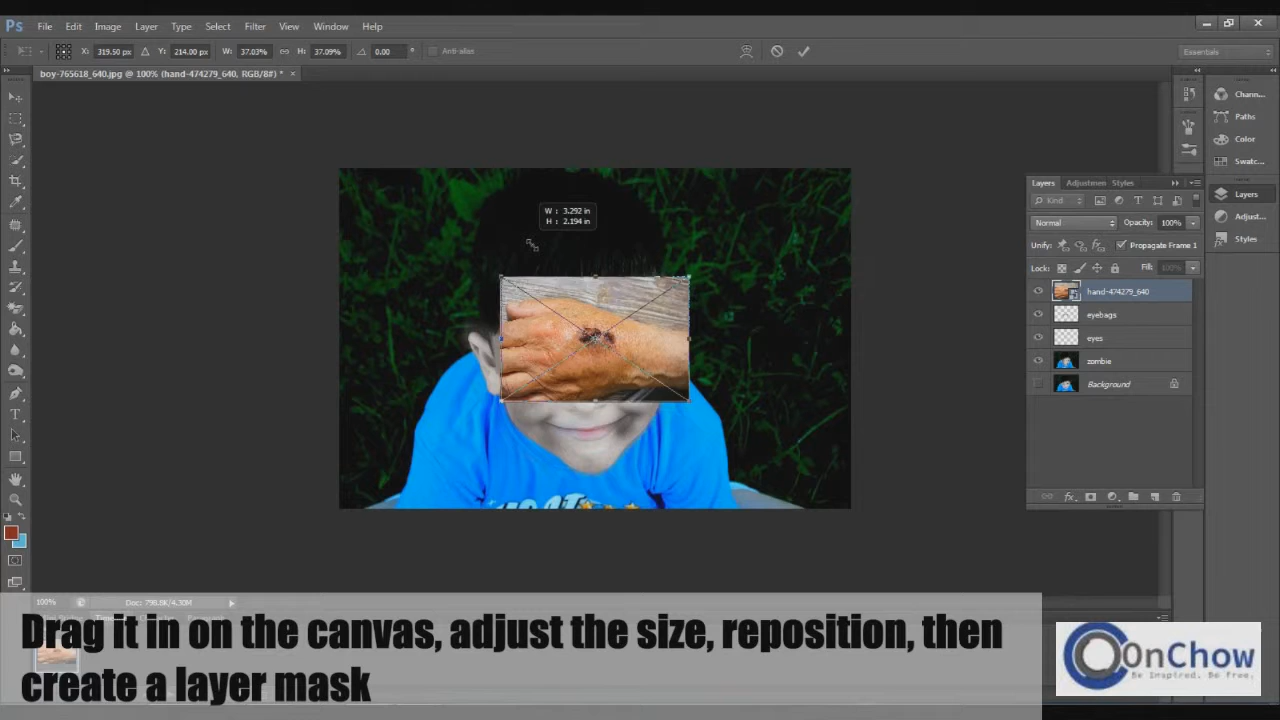 Ps File Edit Image Layer Type Select Filter View Window Help
X: 319.50 px Y: 214.00 px W: 37.03% H: 37.09% 0.00 ° Anti-alias Essentials
boy-765618_640.jpg @ 100% (hand-474279_640, RGB/8#) * ×
Chann...
Paths
Color
Swatc...
Layers Adjustmen Styles
Kind
Normal Opacity: 100%
Unify: Propagate Frame 1
Lock: Fill: 100%
hand-474279_640
eyebags
eyes
zombie
Background
Layers
Adjust...
Styles
W : 3.292 in
H : 2.194 in
100% Doc: 798.8K/4.30M
Drag it in on the canvas, adjust the size, reposition, then
create a layer mask
OnChow
Be Inspired. Be Free.